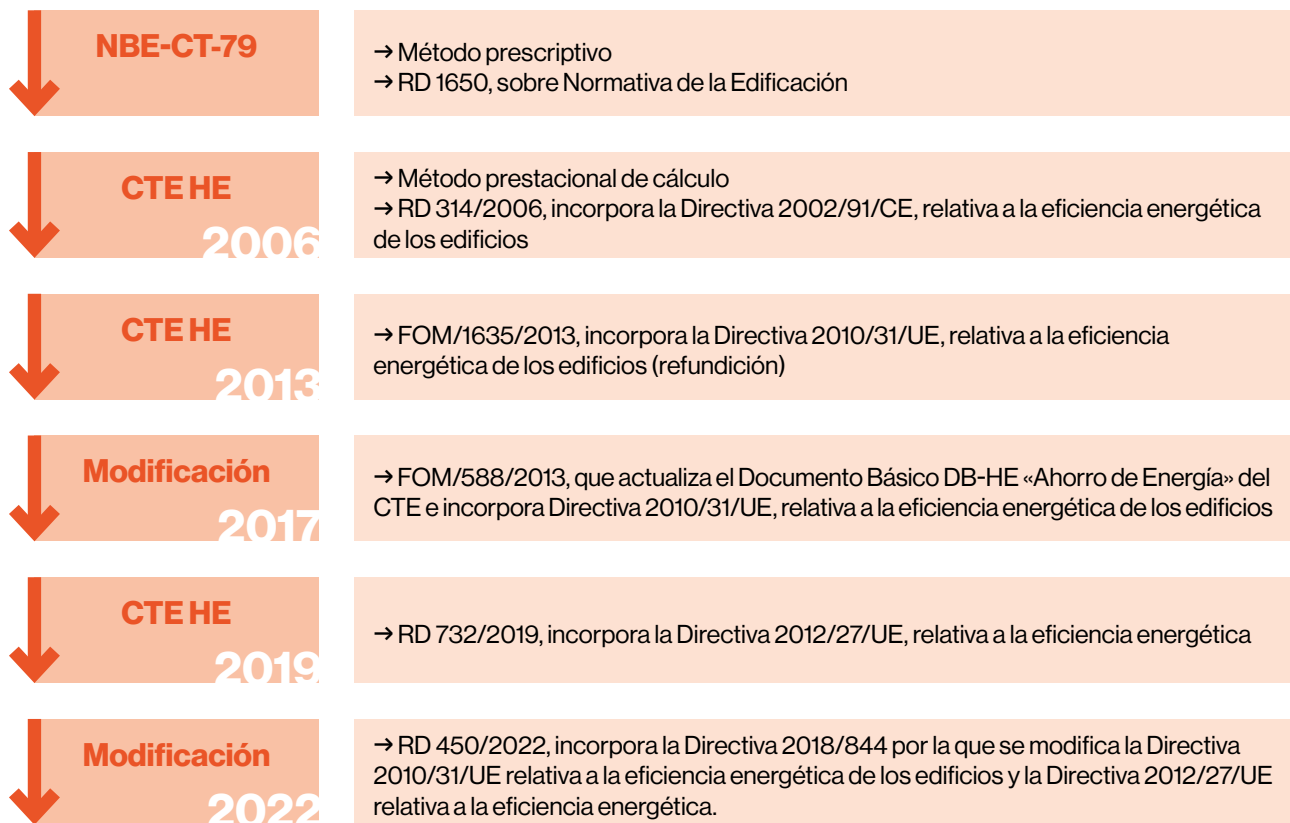 NBE-CT-79
→ Método prescriptivo
→ RD 1650, sobre Normativa de la Edificación
CTE HE
2006
→ Método prestacional de cálculo
→ RD 314/2006, incorpora la Directiva 2002/91/CE, relativa a la eficiencia energética
de los edificios
CTE HE
2013
→ FOM/1635/2013, incorpora la Directiva 2010/31/UE, relativa a la eficiencia
energética de los edificios (refundición)
Modificación
2017
→ FOM/588/2013, que actualiza el Documento Básico DB-HE «Ahorro de Energía» del
CTE e incorpora Directiva 2010/31/UE, relativa a la eficiencia energética de los edificios
CTE HE
2019
→ RD 732/2019, incorpora la Directiva 2012/27/UE, relativa a la eficiencia energética
Modificación
2022
→ RD 450/2022, incorpora la Directiva 2018/844 por la que se modifica la Directiva
2010/31/UE relativa a la eficiencia energética de los edificios y la Directiva 2012/27/UE
relativa a la eficiencia energética.